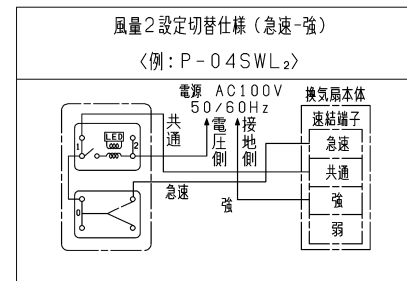 風量2設定切替仕様(急速-強)
〈例:P-04SWL₂〉
電源 AC100V
50/60Hz
換気扇本体
速結端子
共通
電圧側
接地側
LED
1
2
急速
共通
強
弱
急速
強
0